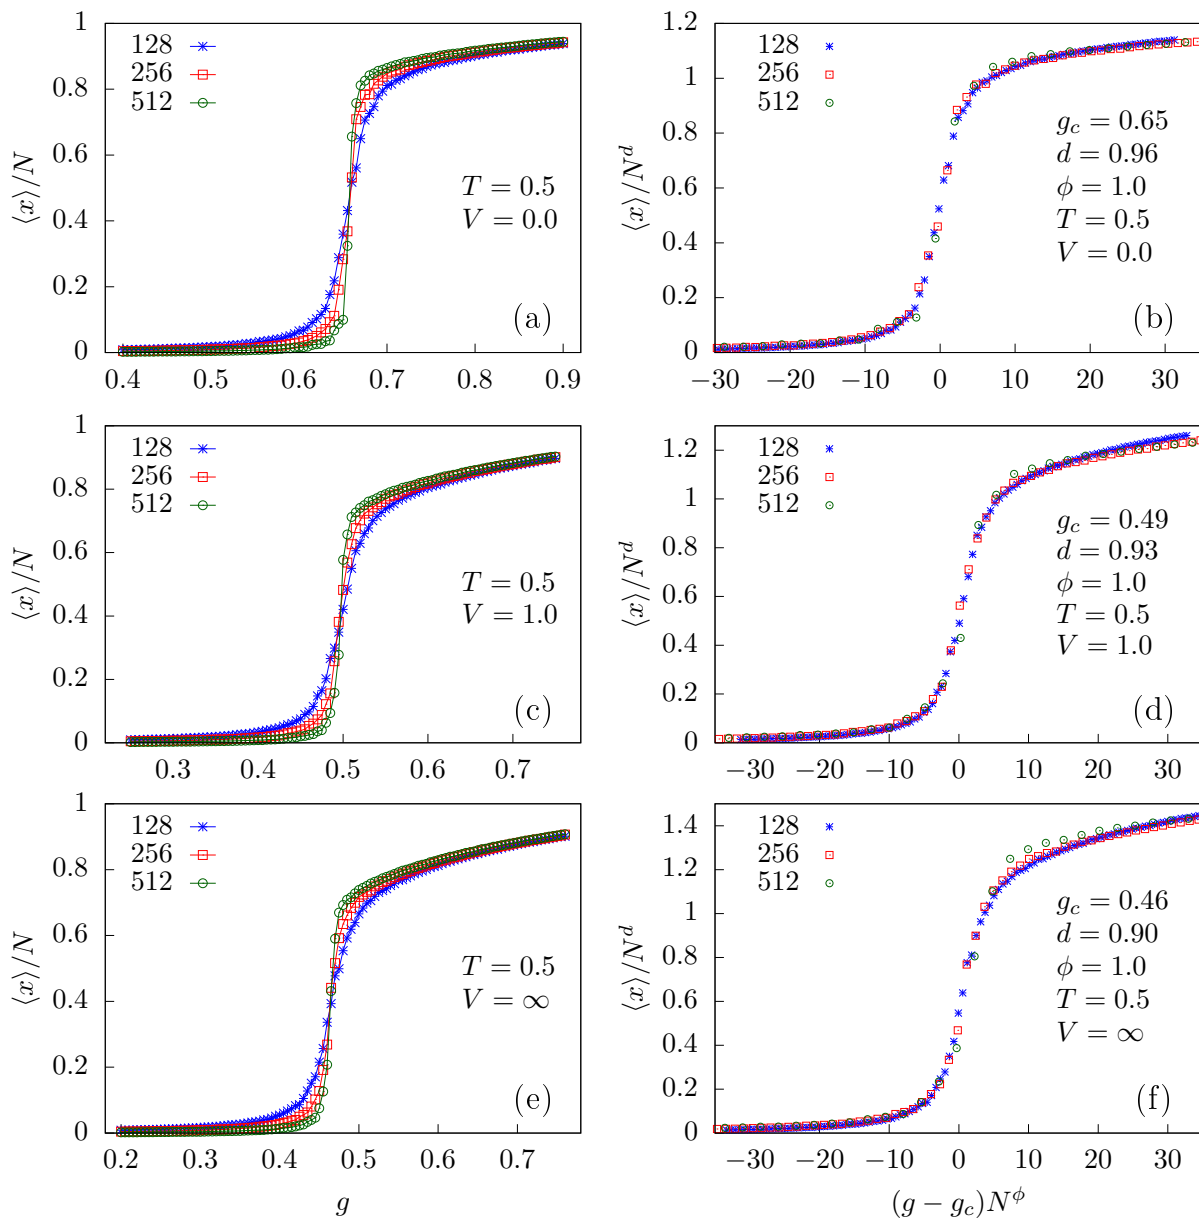 1
0.8
0.6
0.4
0.2
0
⟨x⟩/N
128
256
512
T = 0.5
V = 0.0
(a)
0.4 0.5 0.6 0.7 0.8 0.9
1.2
1
0.8
0.6
0.4
0.2
0
⟨x⟩/N^d
128
256
512
g_c = 0.65
d = 0.96
ϕ = 1.0
T = 0.5
V = 0.0
(b)
−30 −20 −10 0 10 20 30
1
0.8
0.6
0.4
0.2
0
⟨x⟩/N
128
256
512
T = 0.5
V = 1.0
(c)
0.3 0.4 0.5 0.6 0.7
1.2
1
0.8
0.6
0.4
0.2
0
⟨x⟩/N^d
128
256
512
g_c = 0.49
d = 0.93
ϕ = 1.0
T = 0.5
V = 1.0
(d)
−30 −20 −10 0 10 20 30
1
0.8
0.6
0.4
0.2
0
⟨x⟩/N
128
256
512
T = 0.5
V = ∞
(e)
0.2 0.3 0.4 0.5 0.6 0.7
g
1.4
1.2
1
0.8
0.6
0.4
0.2
0
⟨x⟩/N^d
128
256
512
g_c = 0.46
d = 0.90
ϕ = 1.0
T = 0.5
V = ∞
(f)
−30 −20 −10 0 10 20 30
(g − g_c)N^ϕ